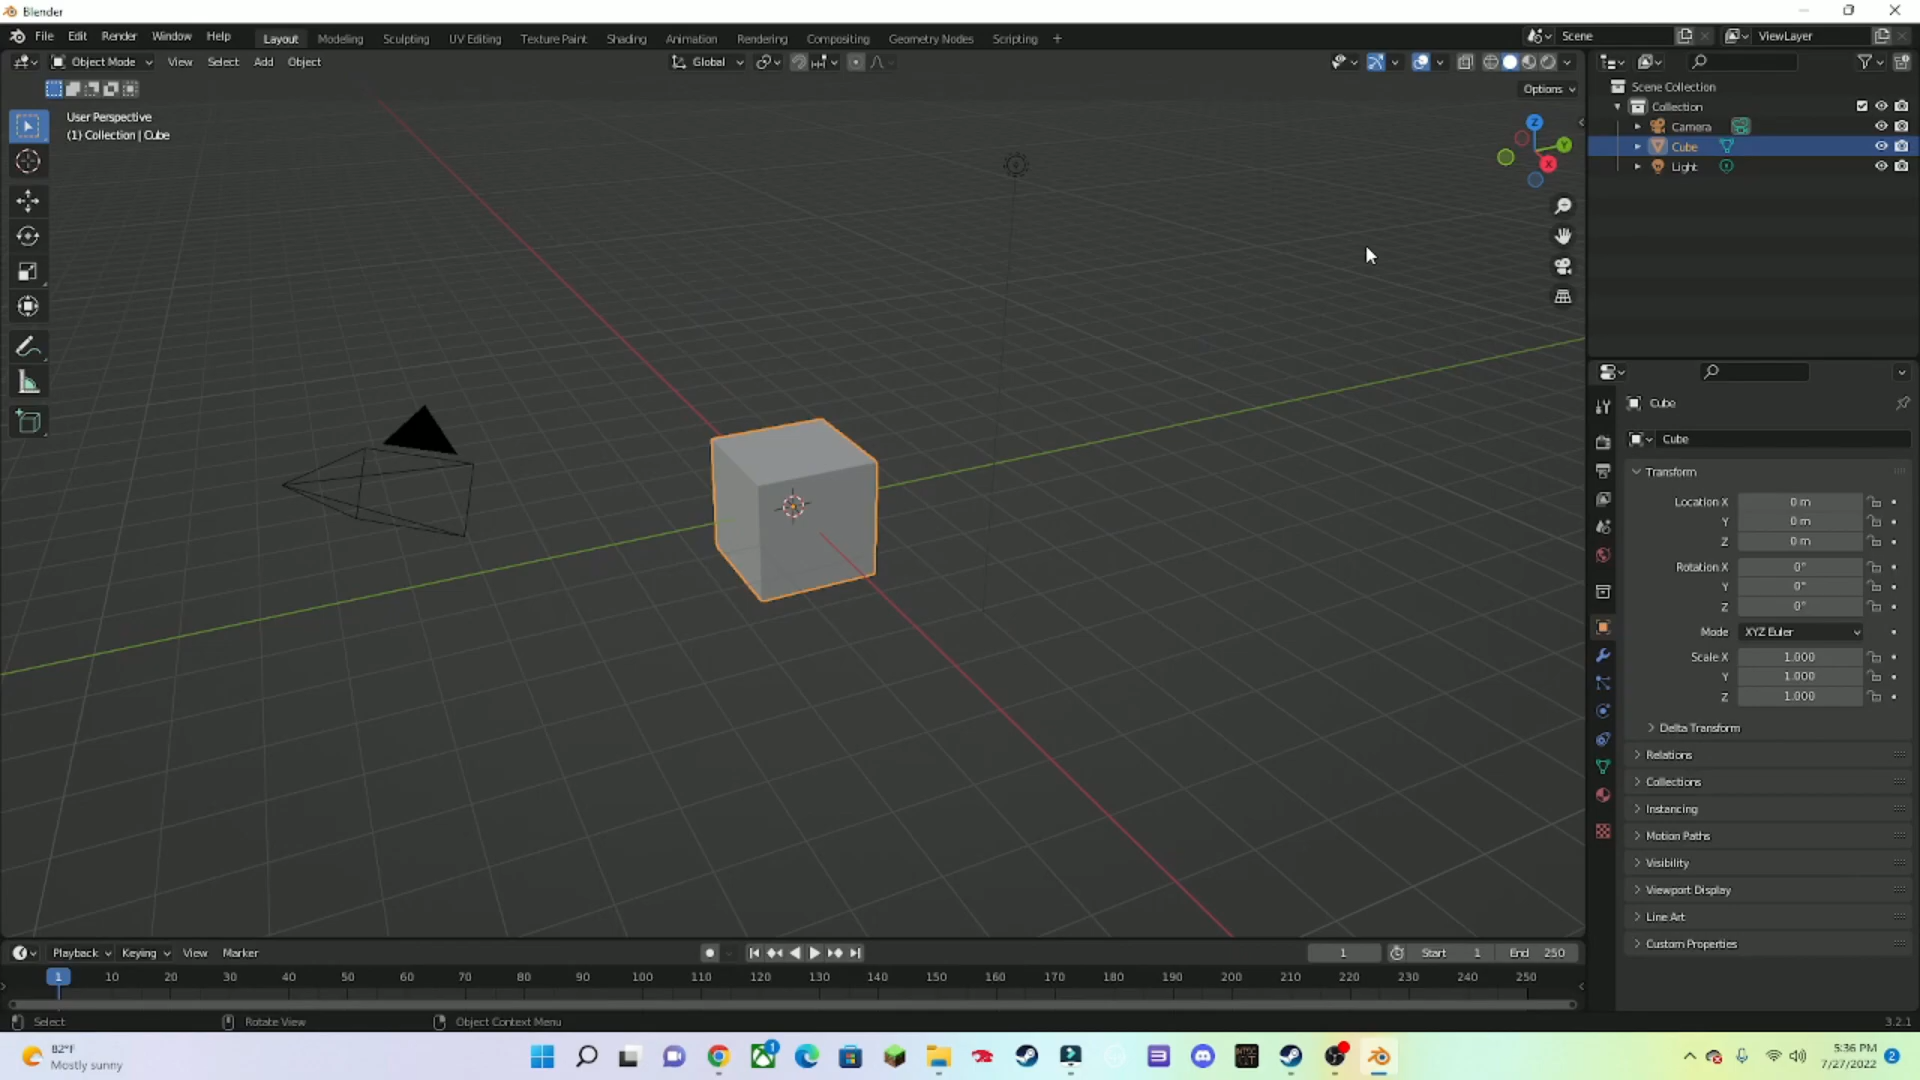 Blender
File Edit Render Window Help Layout Modeling Sculpting UV Editing Texture Paint Shading Animation Rendering Compositing Geometry Nodes Scripting + Scene ViewLayer
Object Mode View Select Add Object Global
Options
User Perspective
(1) Collection | Cube
Z
Y
X
Scene Collection
Collection
Camera
Cube
Light
Cube
Cube
Transform
Location X 0 m
Y 0 m
Z 0 m
Rotation X 0°
Y 0°
Z 0°
Mode XYZ Euler
Scale X 1.000
Y 1.000
Z 1.000
Delta Transform
Relations
Collections
Instancing
Motion Paths
Visibility
Viewport Display
Line Art
Custom Properties
Playback Keying View Marker 1 Start 1 End 250
1 10 20 30 40 50 60 70 80 90 100 110 120 130 140 150 160 170 180 190 200 210 220 230 240 250
Select Rotate View Object Context Menu 3.2.1
82°F
Mostly sunny
1
5:36 PM
7/27/2022
2